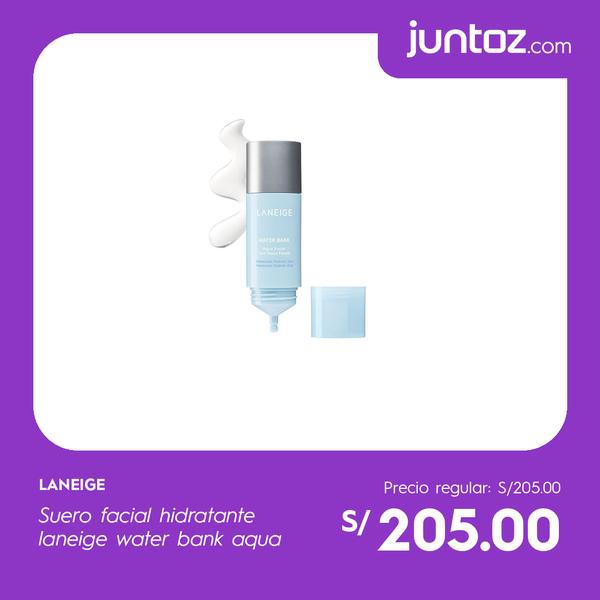 juntoz.com
LANEIGE
WATER BANK
LANEIGE
Suero facial hidratante
laneige water bank aqua
Precio regular: S/205.00
S/ 205.00